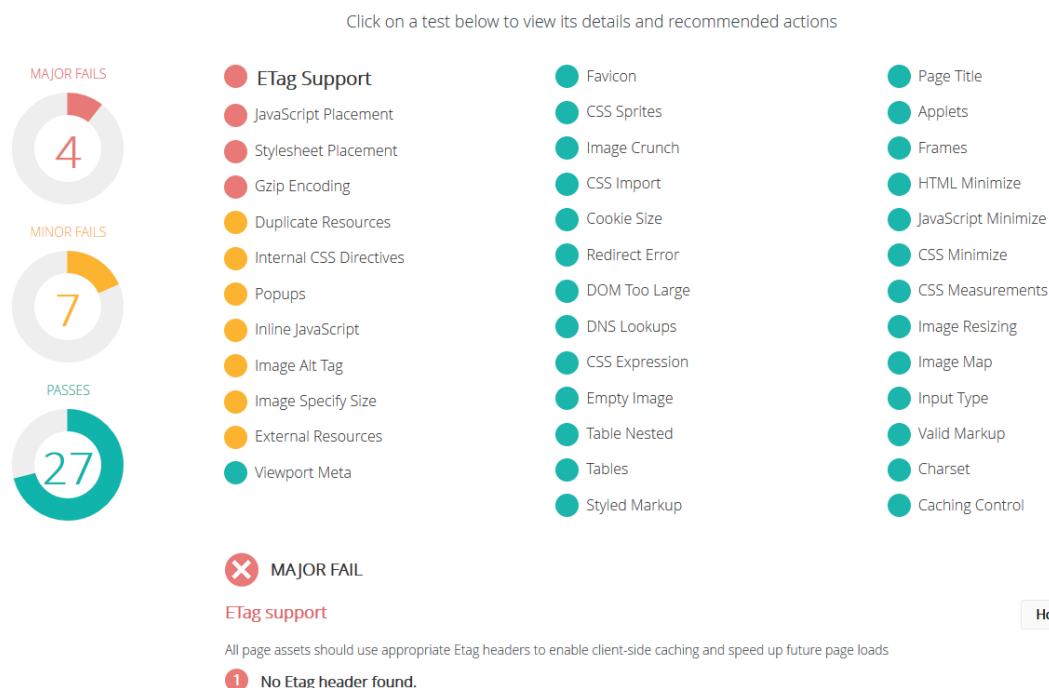 Click on a test below to view its details and recommended actions
MAJOR FAILS
4
MINOR FAILS
7
PASSES
27
ETag Support
JavaScript Placement
Stylesheet Placement
Gzip Encoding
Duplicate Resources
Internal CSS Directives
Popups
Inline JavaScript
Image Alt Tag
Image Specify Size
External Resources
Viewport Meta
Favicon
CSS Sprites
Image Crunch
CSS Import
Cookie Size
Redirect Error
DOM Too Large
DNS Lookups
CSS Expression
Empty Image
Table Nested
Tables
Styled Markup
Page Title
Applets
Frames
HTML Minimize
JavaScript Minimize
CSS Minimize
CSS Measurements
Image Resizing
Image Map
Input Type
Valid Markup
Charset
Caching Control
MAJOR FAIL
ETag support
All page assets should use appropriate Etag headers to enable client-side caching and speed up future page loads
1 No Etag header found.